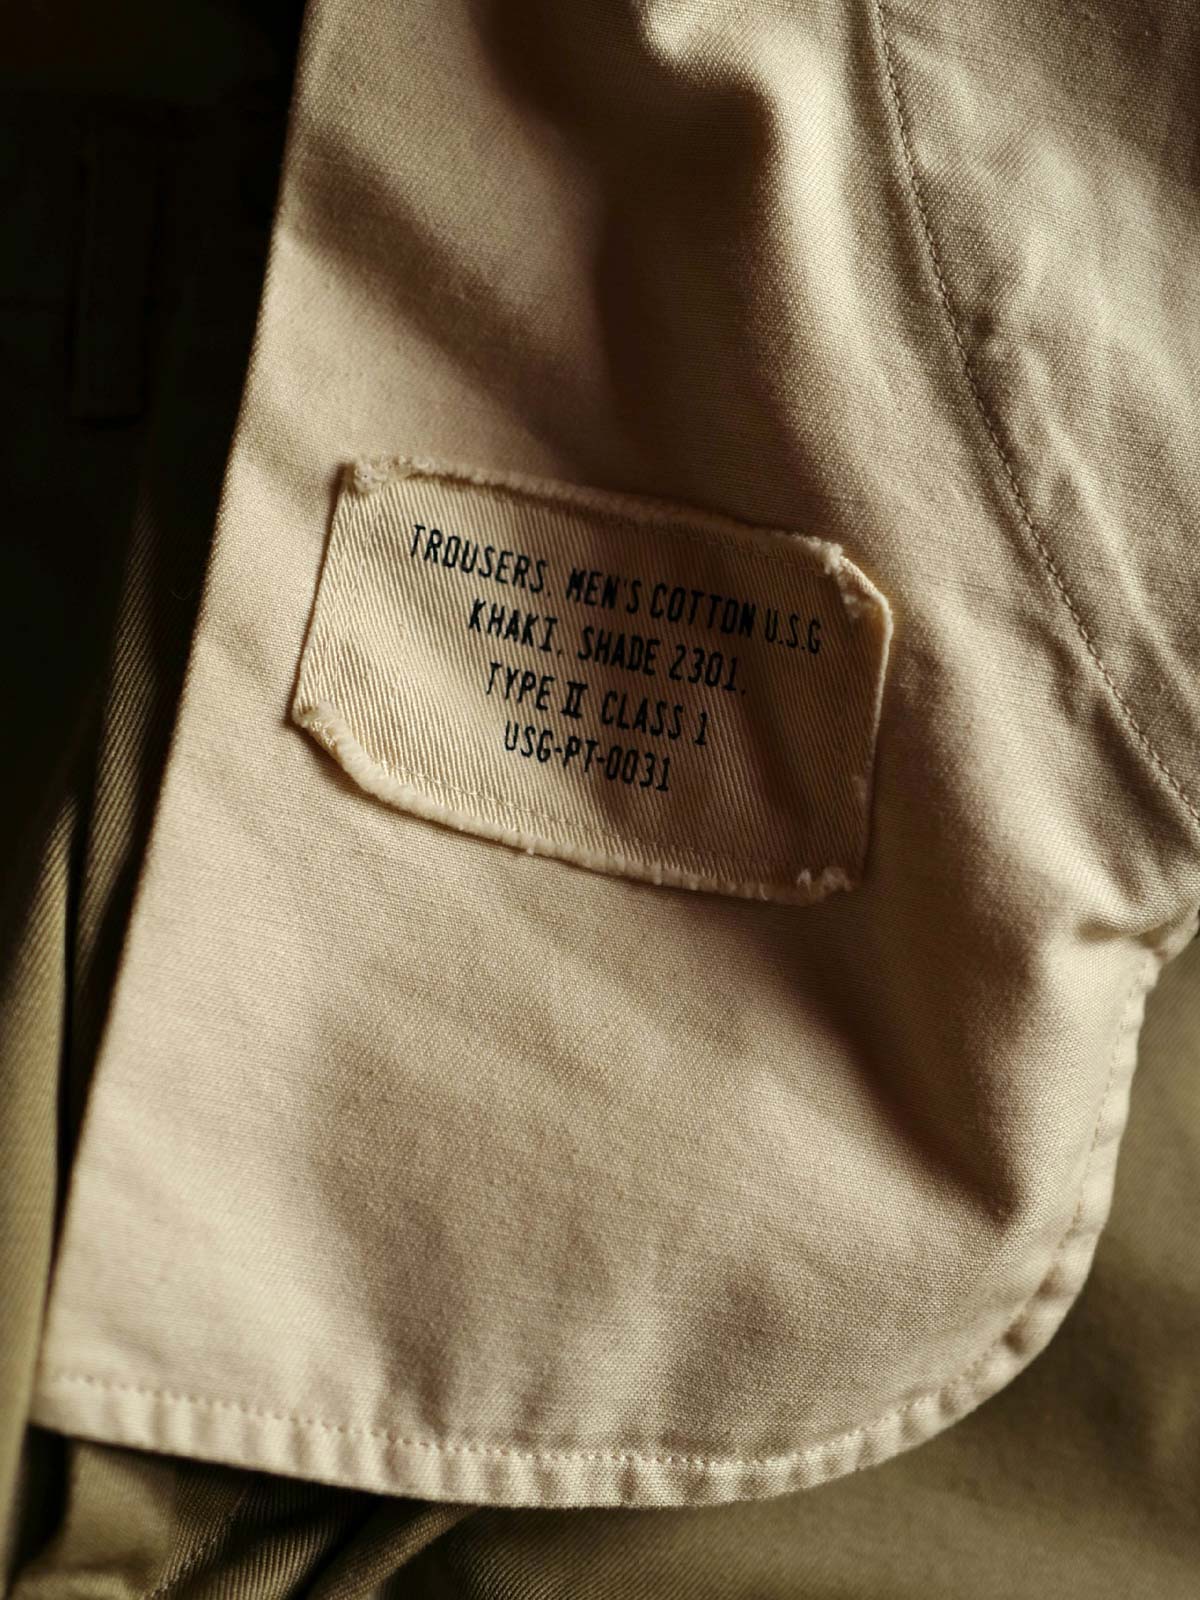 TROUSERS. MEN'S COTTON U.S.G
KHAKI. SHADE 2301.
TYPE II CLASS 1
USG-PT-0031